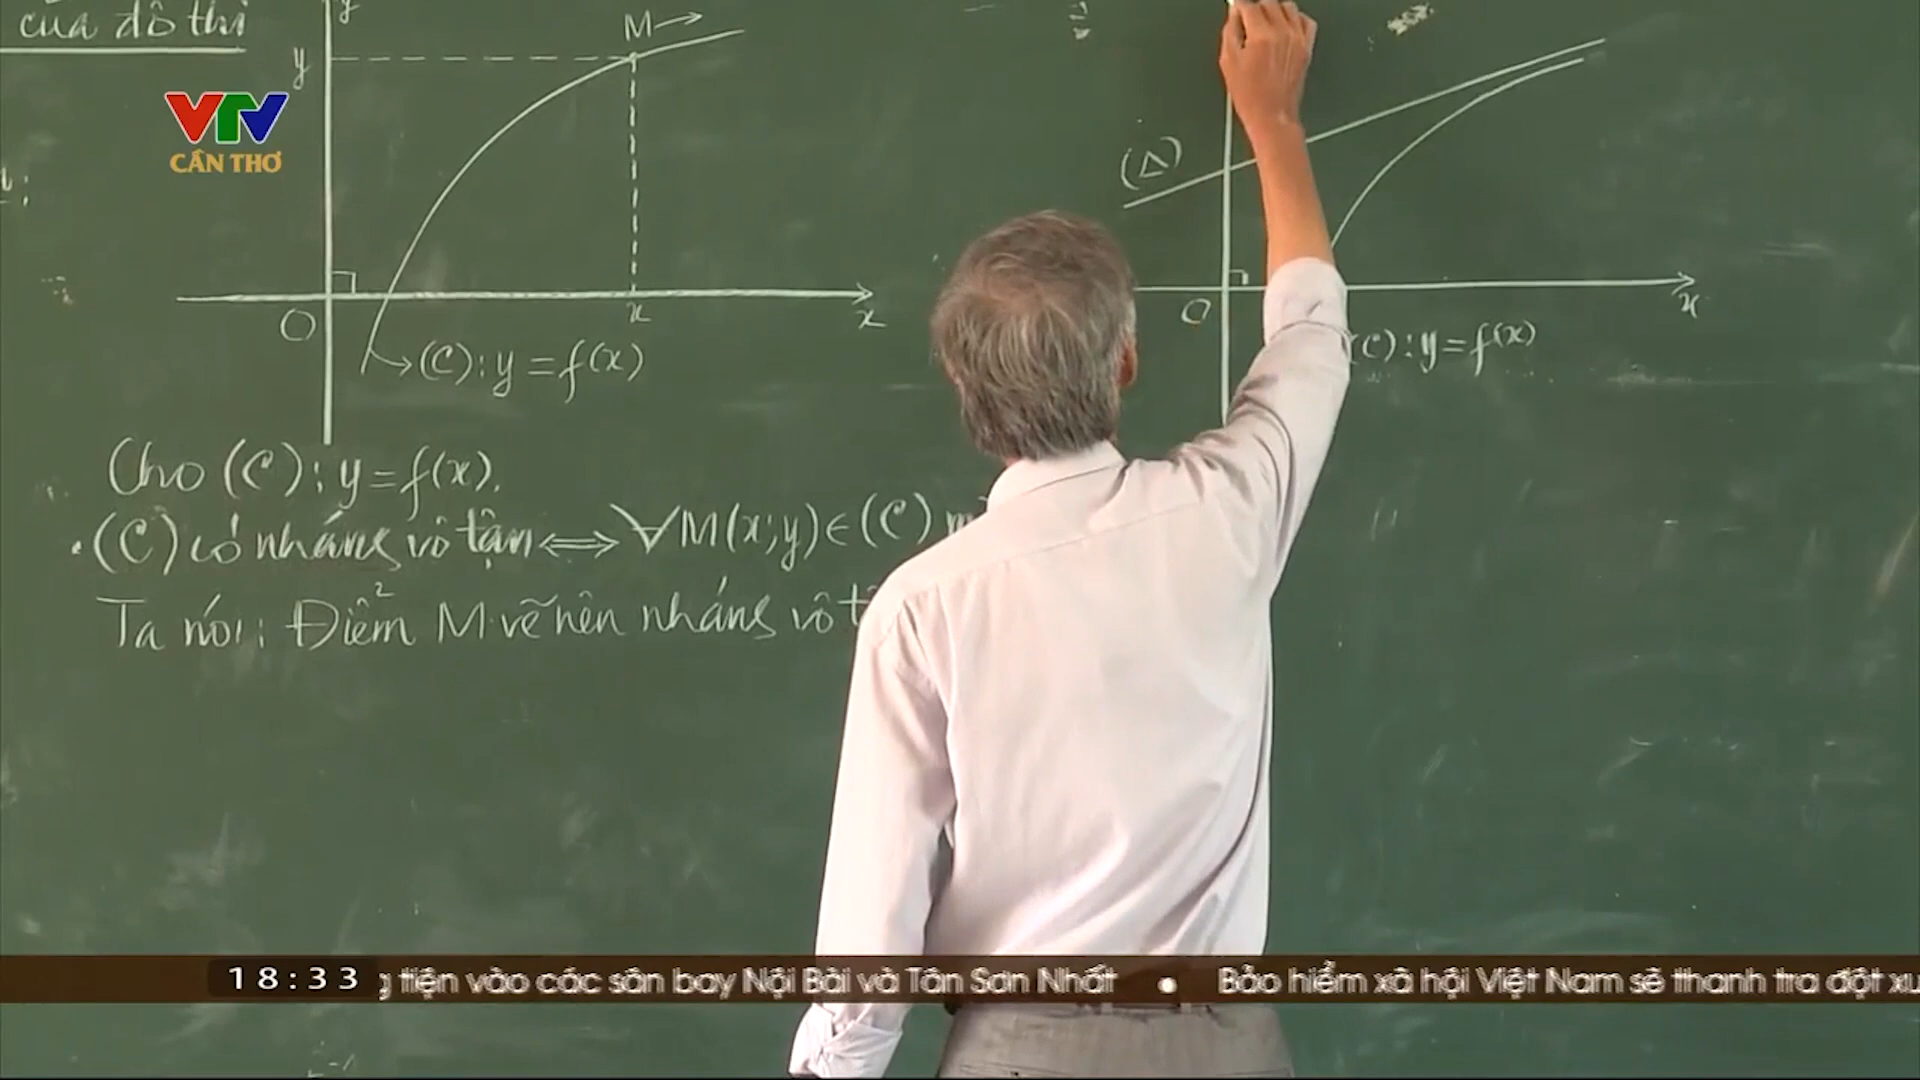 của đồ thị
y
M
y
VTV
CẦN THƠ
(Δ)
O
x
x
(C): y = f(x)
O
x
(C): y = f(x)
Cho (C): y = f(x).
• (C) có nhánh vô tận ⟺ ∀M(x;y) ∈ (C)
Ta nói: Điểm M vẽ nên nhánh vô
18:33 tiện vào các sân bay Nội Bài và Tân Sơn Nhất • Bảo hiểm xã hội Việt Nam sẽ thanh tra đột